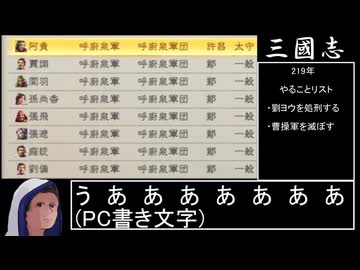 阿貴 呼廚泉軍 呼廚泉軍団 許昌 太守
賈詡 呼廚泉軍 呼廚泉軍団 鄴 一般
関羽 呼廚泉軍 呼廚泉軍団 鄴 一般
孫尚香 呼廚泉軍 呼廚泉軍団 鄴 一般
張飛 呼廚泉軍 呼廚泉軍団 鄴 一般
張遼 呼廚泉軍 呼廚泉軍団 鄴 一般
龐統 呼廚泉軍 呼廚泉軍団 鄴 一般
劉備 呼廚泉軍 呼廚泉軍団 鄴 一般
三國志
219年
やることリスト
・劉ヨウを処刑する
・曹操軍を滅ぼす
うあああああああ
(PC書き文字)